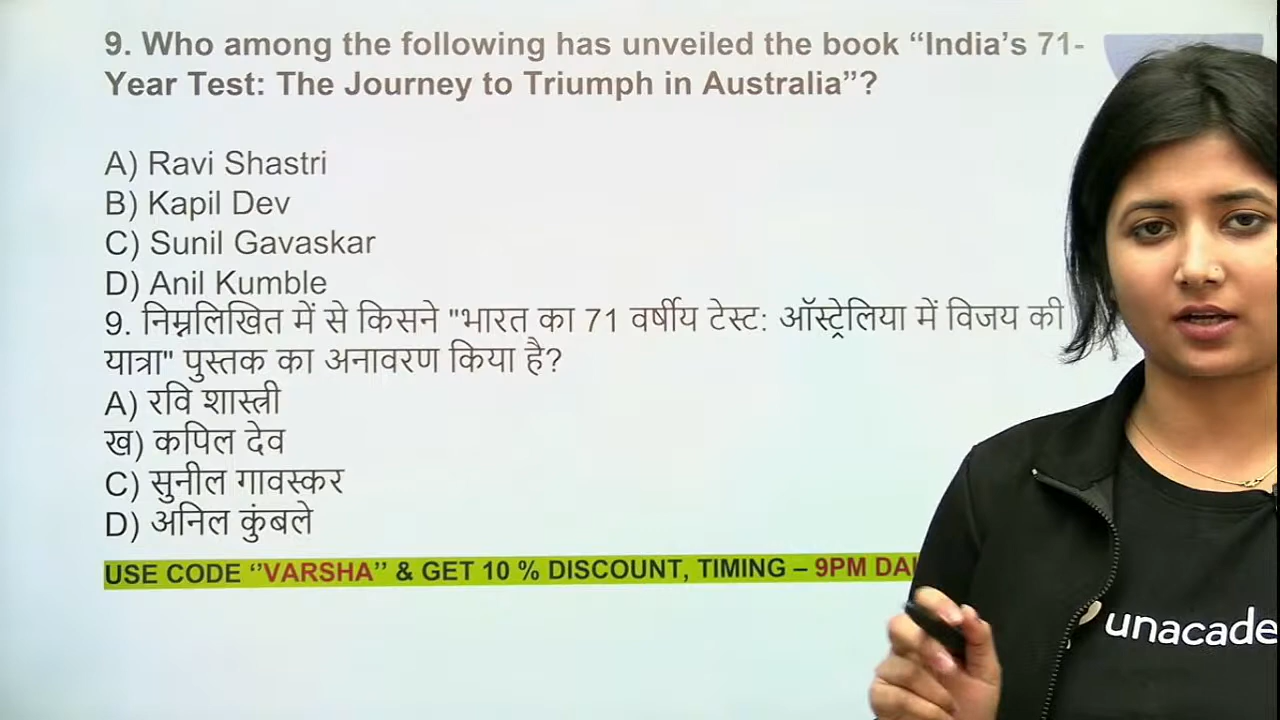 9. Who among the following has unveiled the book “India’s 71-
Year Test: The Journey to Triumph in Australia”?
A) Ravi Shastri
B) Kapil Dev
C) Sunil Gavaskar
D) Anil Kumble
9. निम्नलिखित में से किसने "भारत का 71 वर्षीय टेस्ट: ऑस्ट्रेलिया में विजय की
यात्रा" पुस्तक का अनावरण किया है?
A) रवि शास्त्री
ख) कपिल देव
C) सुनील गावस्कर
D) अनिल कुंबले
USE CODE ‘’VARSHA’’ & GET 10 % DISCOUNT, TIMING – 9PM DAI
unacade